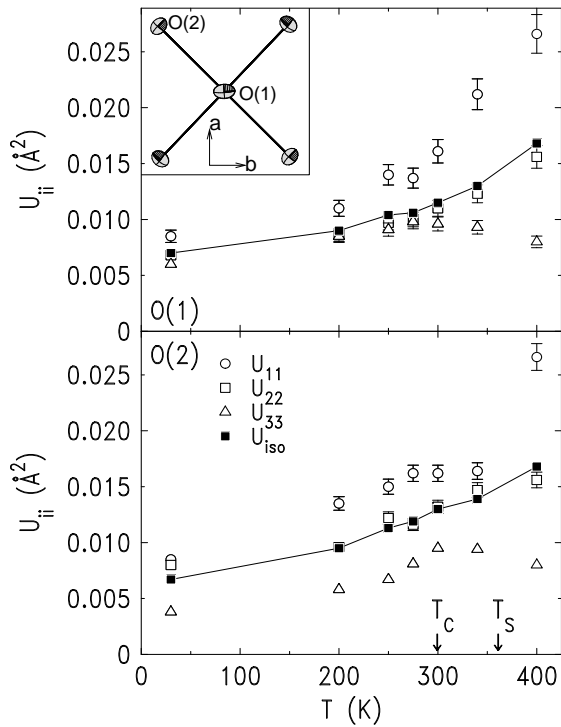 O(2)
O(1)
a
b
0.025
0.020
0.015
0.010
0.005
0
U_ii (Å²)
O(1)
O(2)
U_11
U_22
U_33
U_iso
0.025
0.020
0.015
0.010
0.005
0
U_ii (Å²)
T_C T_S
0 100 200 300 400
T (K)